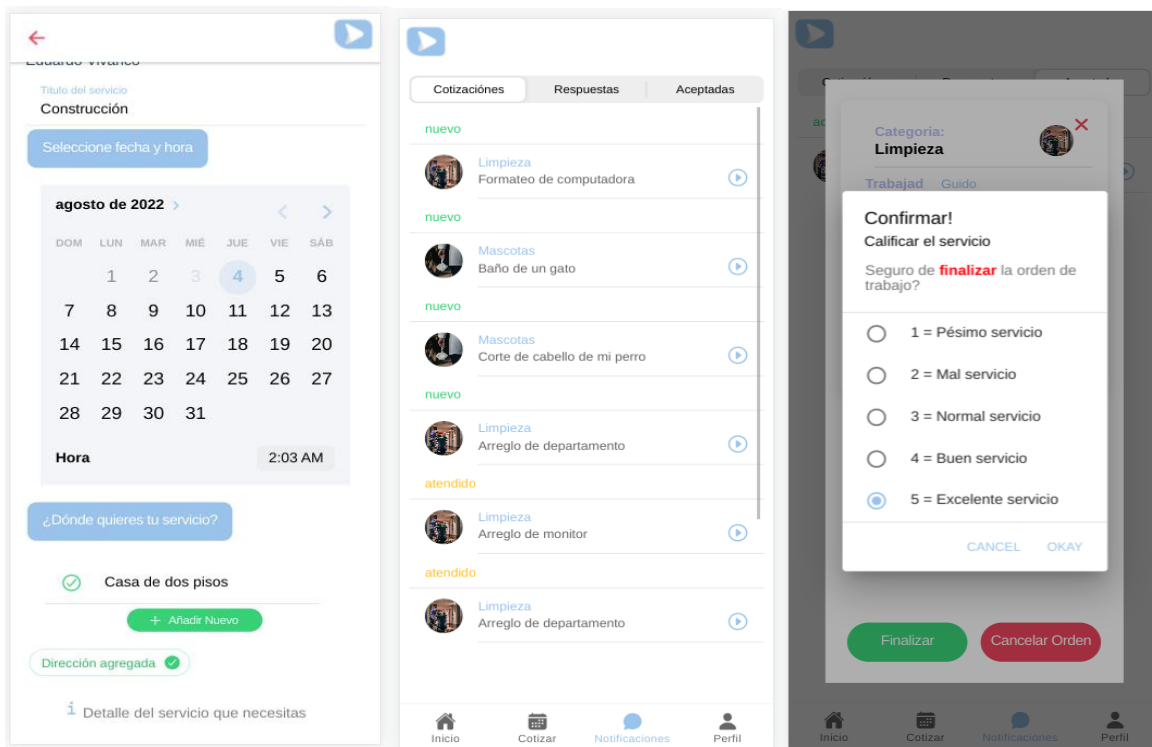 Eduardo Vivanco
Titulo del servicio
Construcción
Seleccione fecha y hora
agosto de 2022
DOM LUN MAR MIÉ JUE VIE SÁB
1 2 3 4 5 6
7 8 9 10 11 12 13
14 15 16 17 18 19 20
21 22 23 24 25 26 27
28 29 30 31
Hora 2:03 AM
¿Dónde quieres tu servicio?
Casa de dos pisos
+ Añadir Nuevo
Dirección agregada
Detalle del servicio que necesitas
Cotizaciónes Respuestas Aceptadas
nuevo
Limpieza
Formateo de computadora
nuevo
Mascotas
Baño de un gato
nuevo
Mascotas
Corte de cabello de mi perro
nuevo
Limpieza
Arreglo de departamento
atendido
Limpieza
Arreglo de monitor
atendido
Limpieza
Arreglo de departamento
Inicio Cotizar Notificaciones Perfil
Categoria:
Limpieza
Trabajad Guido
Confirmar!
Calificar el servicio
Seguro de finalizar la orden de
trabajo?
1 = Pésimo servicio
2 = Mal servicio
3 = Normal servicio
4 = Buen servicio
5 = Excelente servicio
CANCEL OKAY
Finalizar Cancelar Orden
Inicio Cotizar Notificaciones Perfil